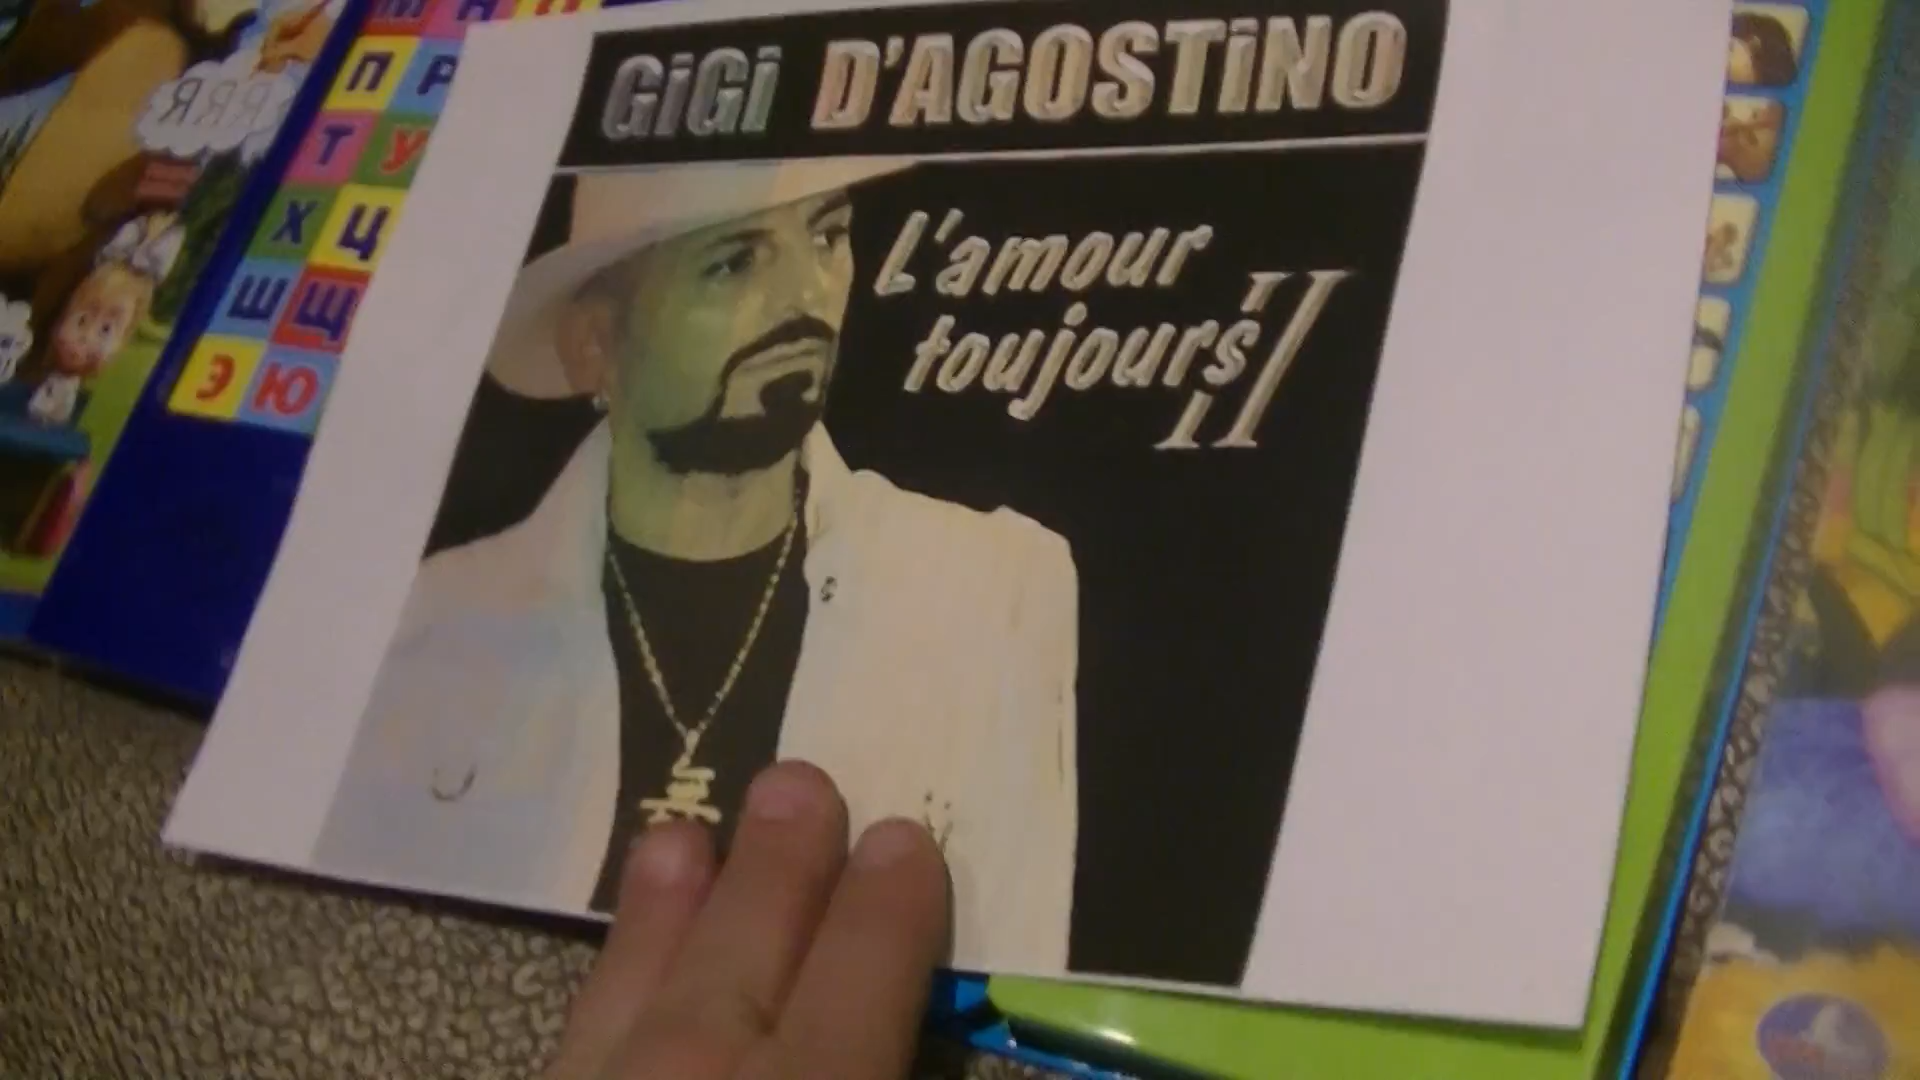 GiGi D'AGOSTiNO
L'amour
toujours II
Я Я Я Я Я
П Р
Т У
Х Ц
Ш Щ
Э Ю